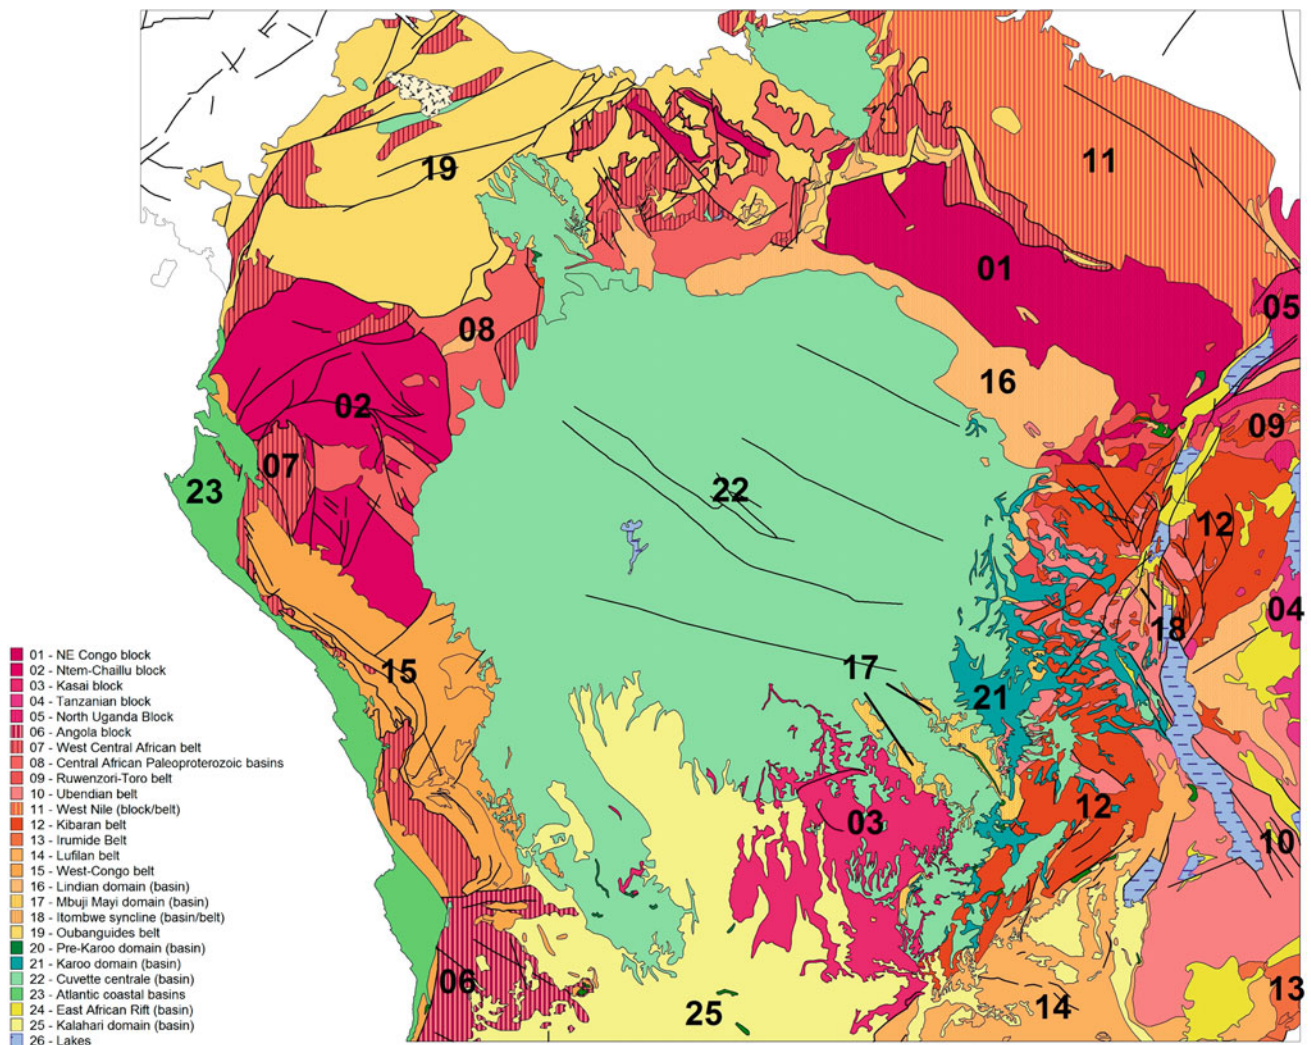 19
11
01
05
08
16
02
09
07
23
22
12
04
18
15
17
21
03
12
10
06
25
14
13
01 - NE Congo block
02 - Ntem-Chaillu block
03 - Kasai block
04 - Tanzanian block
05 - North Uganda Block
06 - Angola block
07 - West Central African belt
08 - Central African Paleoproterozoic basins
09 - Ruwenzori-Toro belt
10 - Ubendian belt
11 - West Nile (block/belt)
12 - Kibaran belt
13 - Irumide Belt
14 - Lufilan belt
15 - West-Congo belt
16 - Lindian domain (basin)
17 - Mbuji Mayi domain (basin)
18 - Itombwe syncline (basin/belt)
19 - Oubanguides belt
20 - Pre-Karoo domain (basin)
21 - Karoo domain (basin)
22 - Cuvette centrale (basin)
23 - Atlantic coastal basins
24 - East African Rift (basin)
25 - Kalahari domain (basin)
26 - Lakes